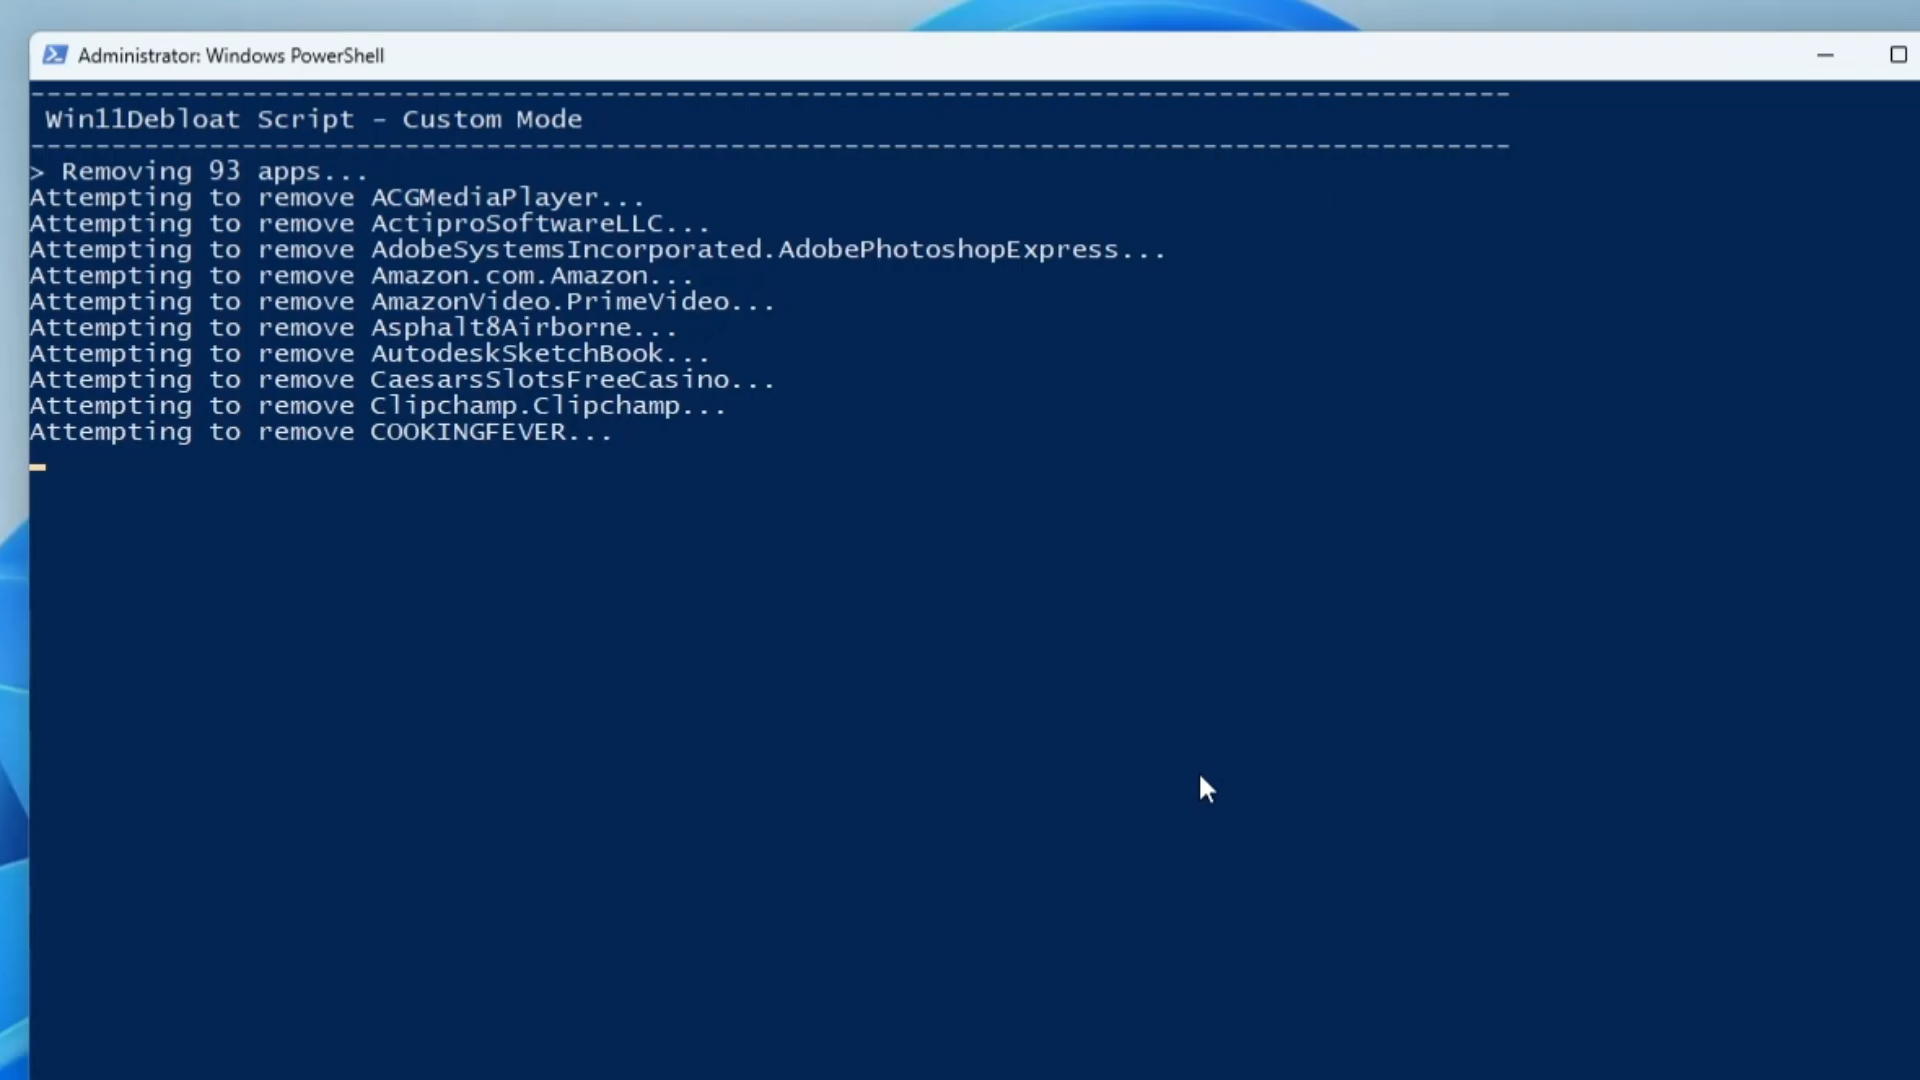 Administrator: Windows PowerShell
-------------------------------------------------------------------------------------------
Win11Debloat Script - Custom Mode
-------------------------------------------------------------------------------------------
> Removing 93 apps...
Attempting to remove ACGMediaPlayer...
Attempting to remove ActiproSoftwareLLC...
Attempting to remove AdobeSystemsIncorporated.AdobePhotoshopExpress...
Attempting to remove Amazon.com.Amazon...
Attempting to remove AmazonVideo.PrimeVideo...
Attempting to remove Asphalt8Airborne...
Attempting to remove AutodeskSketchBook...
Attempting to remove CaesarsSlotsFreeCasino...
Attempting to remove Clipchamp.Clipchamp...
Attempting to remove COOKINGFEVER...